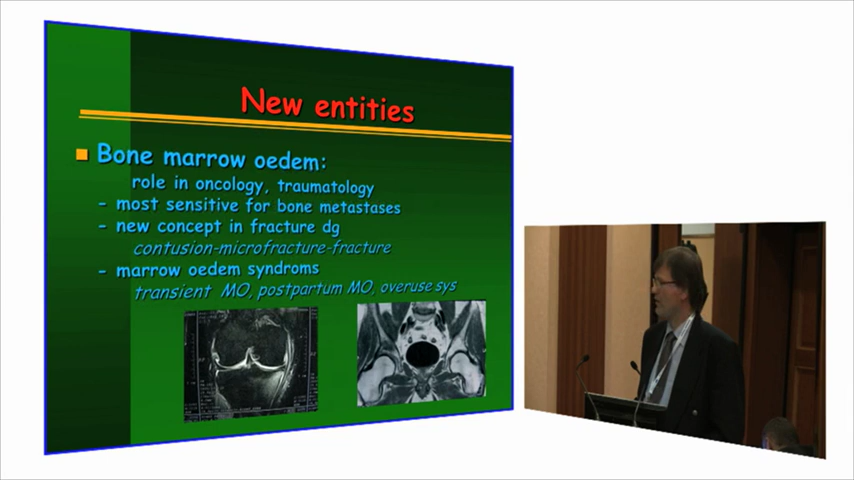 New entities
Bone marrow oedem:
role in oncology, traumatology
- most sensitive for bone metastases
- new concept in fracture dg
contusion-microfracture-fracture
- marrow oedem syndroms
transient MO, postpartum MO, overuse sys